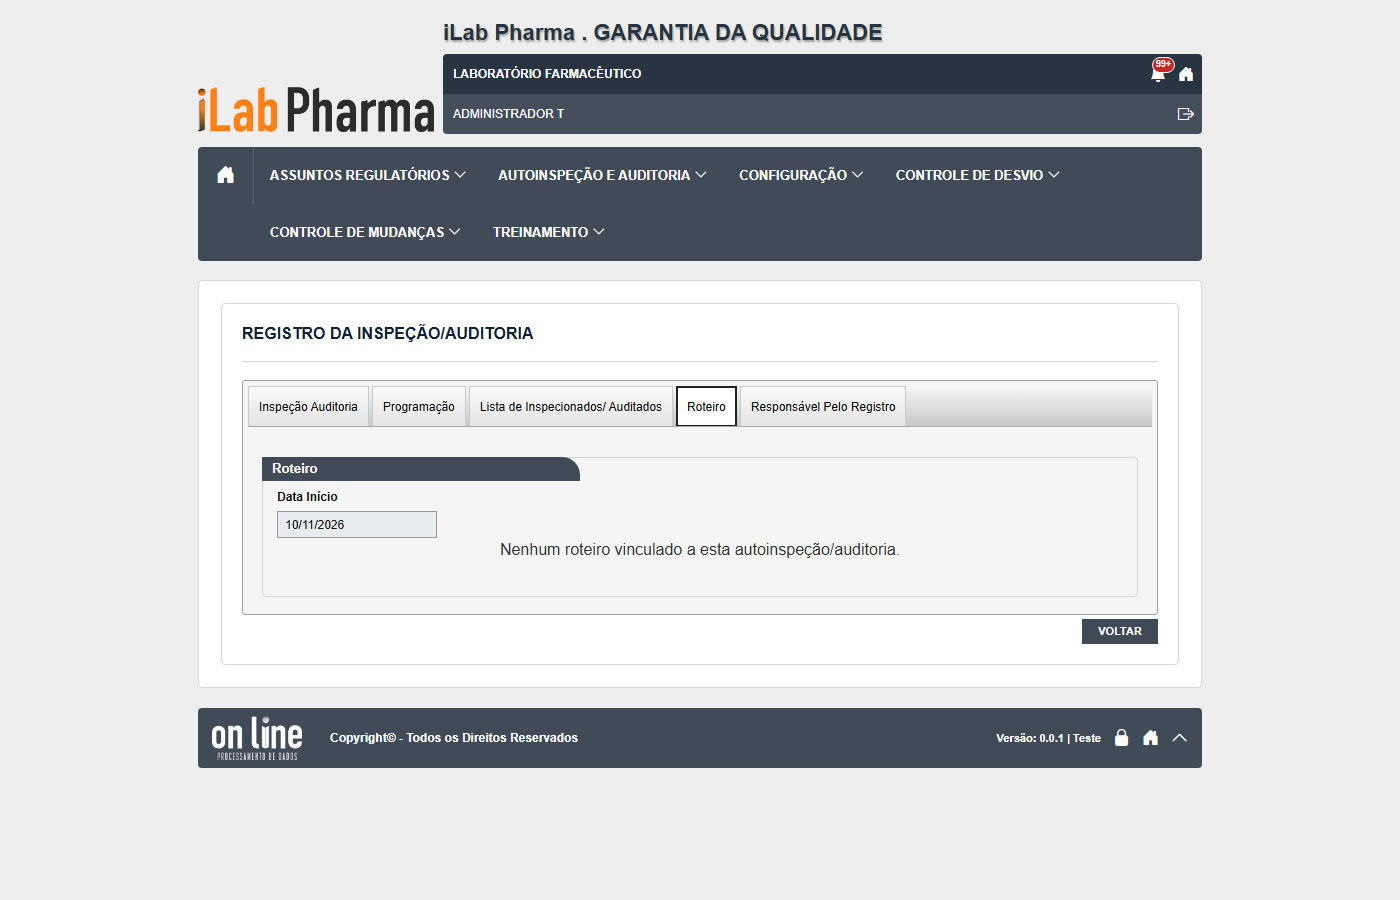 iLab Pharma . GARANTIA DA QUALIDADE
iLab Pharma
LABORATÓRIO FARMACÊUTICO
99+
ADMINISTRADOR T
ASSUNTOS REGULATÓRIOS
AUTOINSPEÇÃO E AUDITORIA
CONFIGURAÇÃO
CONTROLE DE DESVIO
CONTROLE DE MUDANÇAS
TREINAMENTO
REGISTRO DA INSPEÇÃO/AUDITORIA
Inspeção Auditoria
Programação
Lista de Inspecionados/ Auditados
Roteiro
Responsável Pelo Registro
Roteiro
Data Início
10/11/2026
Nenhum roteiro vinculado a esta autoinspeção/auditoria.
VOLTAR
on line
PROCESSAMENTO DE DADOS
Copyright© - Todos os Direitos Reservados
Versão: 0.0.1 | Teste